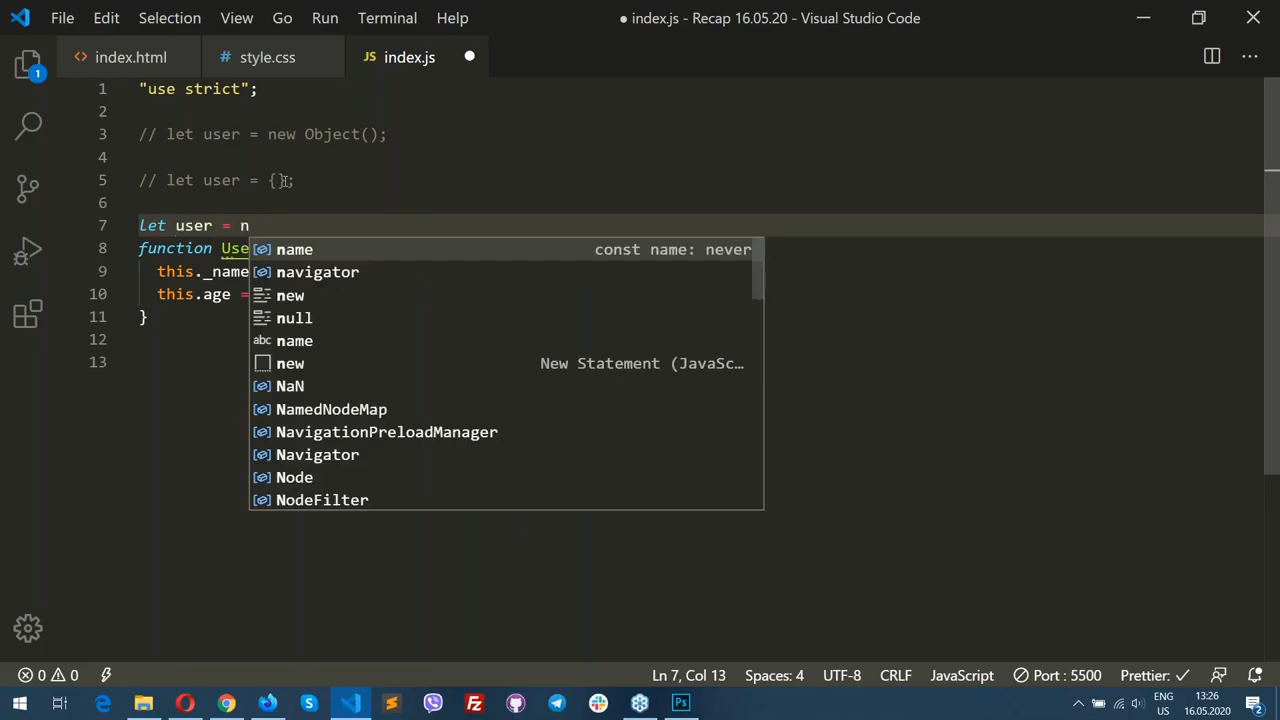 File Edit Selection View Go Run Terminal Help ● index.js - Recap 16.05.20 - Visual Studio Code
1
<> index.html # style.css JS index.js ●
1 "use strict";
2
3 // let user = new Object();
4
5 // let user = {};
6
7 let user = n
8 function Use
9 this._name
10 this.age =
11 }
12
13
name const name: never
navigator
new
null
abc name
new New Statement (JavaSc…
NaN
NamedNodeMap
NavigationPreloadManager
Navigator
Node
NodeFilter
0 0 Ln 7, Col 13 Spaces: 4 UTF-8 CRLF JavaScript Port : 5500 Prettier: ✓
ENG 13:26
US 16.05.2020 2